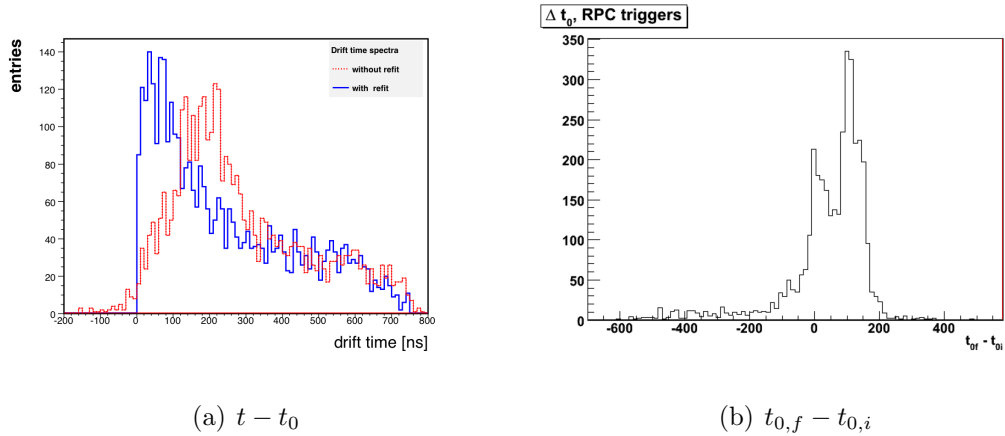 entries
140
120
100
80
60
40
20
0
Drift time spectra
without refit
with refit
-200 -100 0 100 200 300 400 500 600 700 800
drift time [ns]
(a) t − t0
Δ t0, RPC triggers
350
300
250
200
150
100
50
0
-600 -400 -200 0 200 400
t0f - t0i
(b) t0,f − t0,i